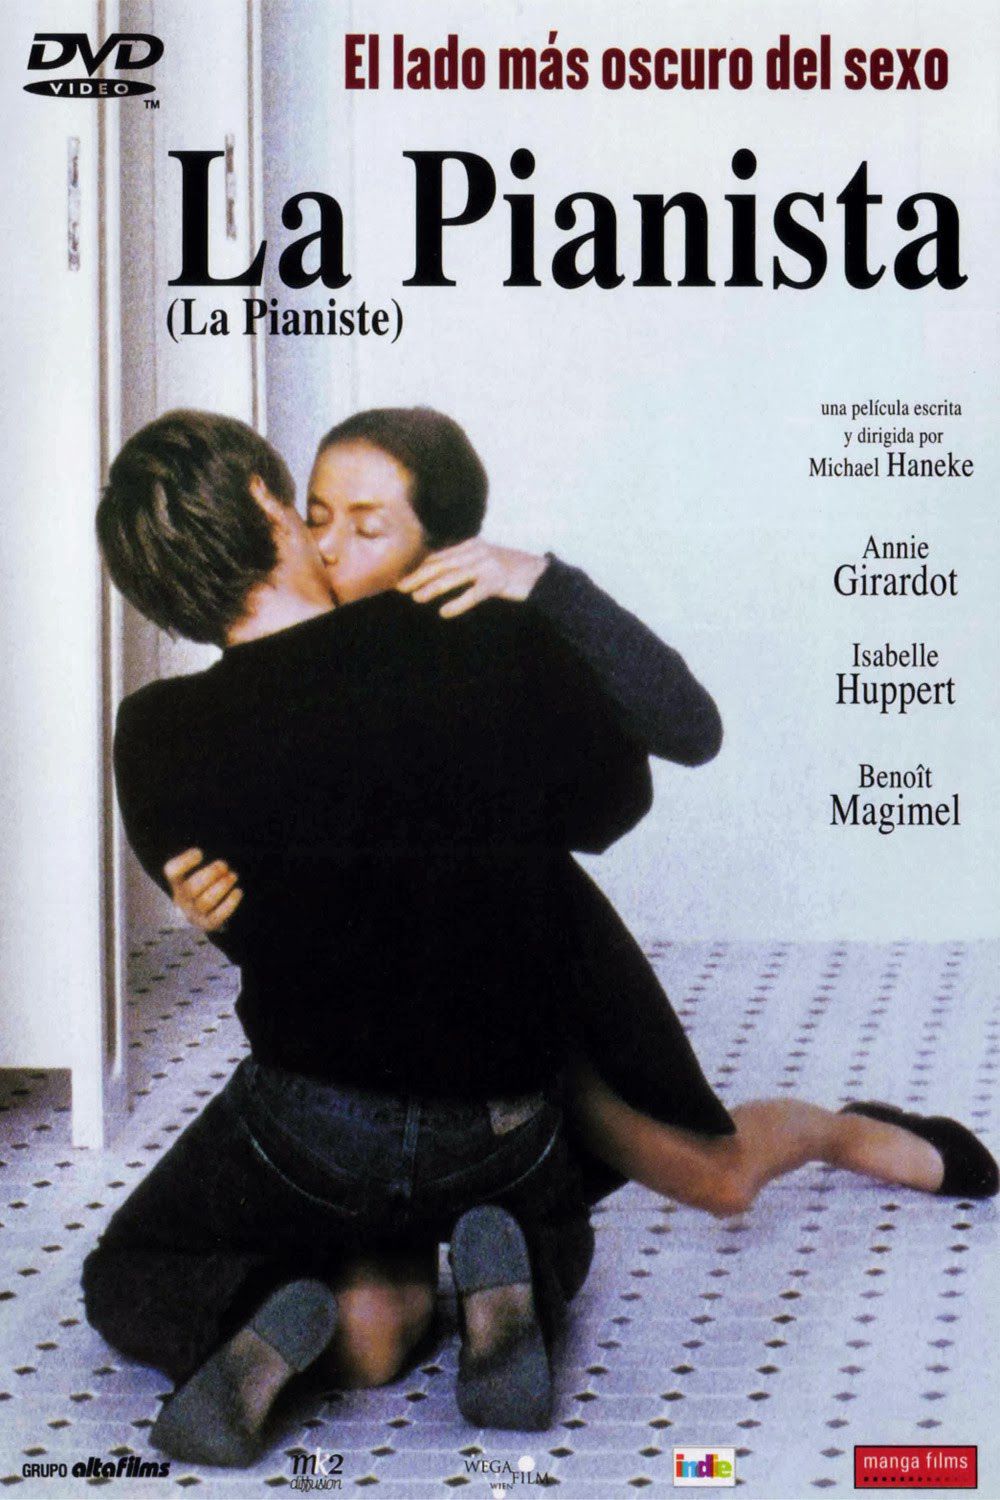 DVD
VIDEO
TM
El lado más oscuro del sexo
La Pianista
(La Pianiste)
una película escrita
y dirigida por
Michael Haneke
Annie
Girardot
Isabelle
Huppert
Benoît
Magimel
GRUPO altafilms
mk2
diffusion
WEGA
FILM
WIEN
indie
manga films